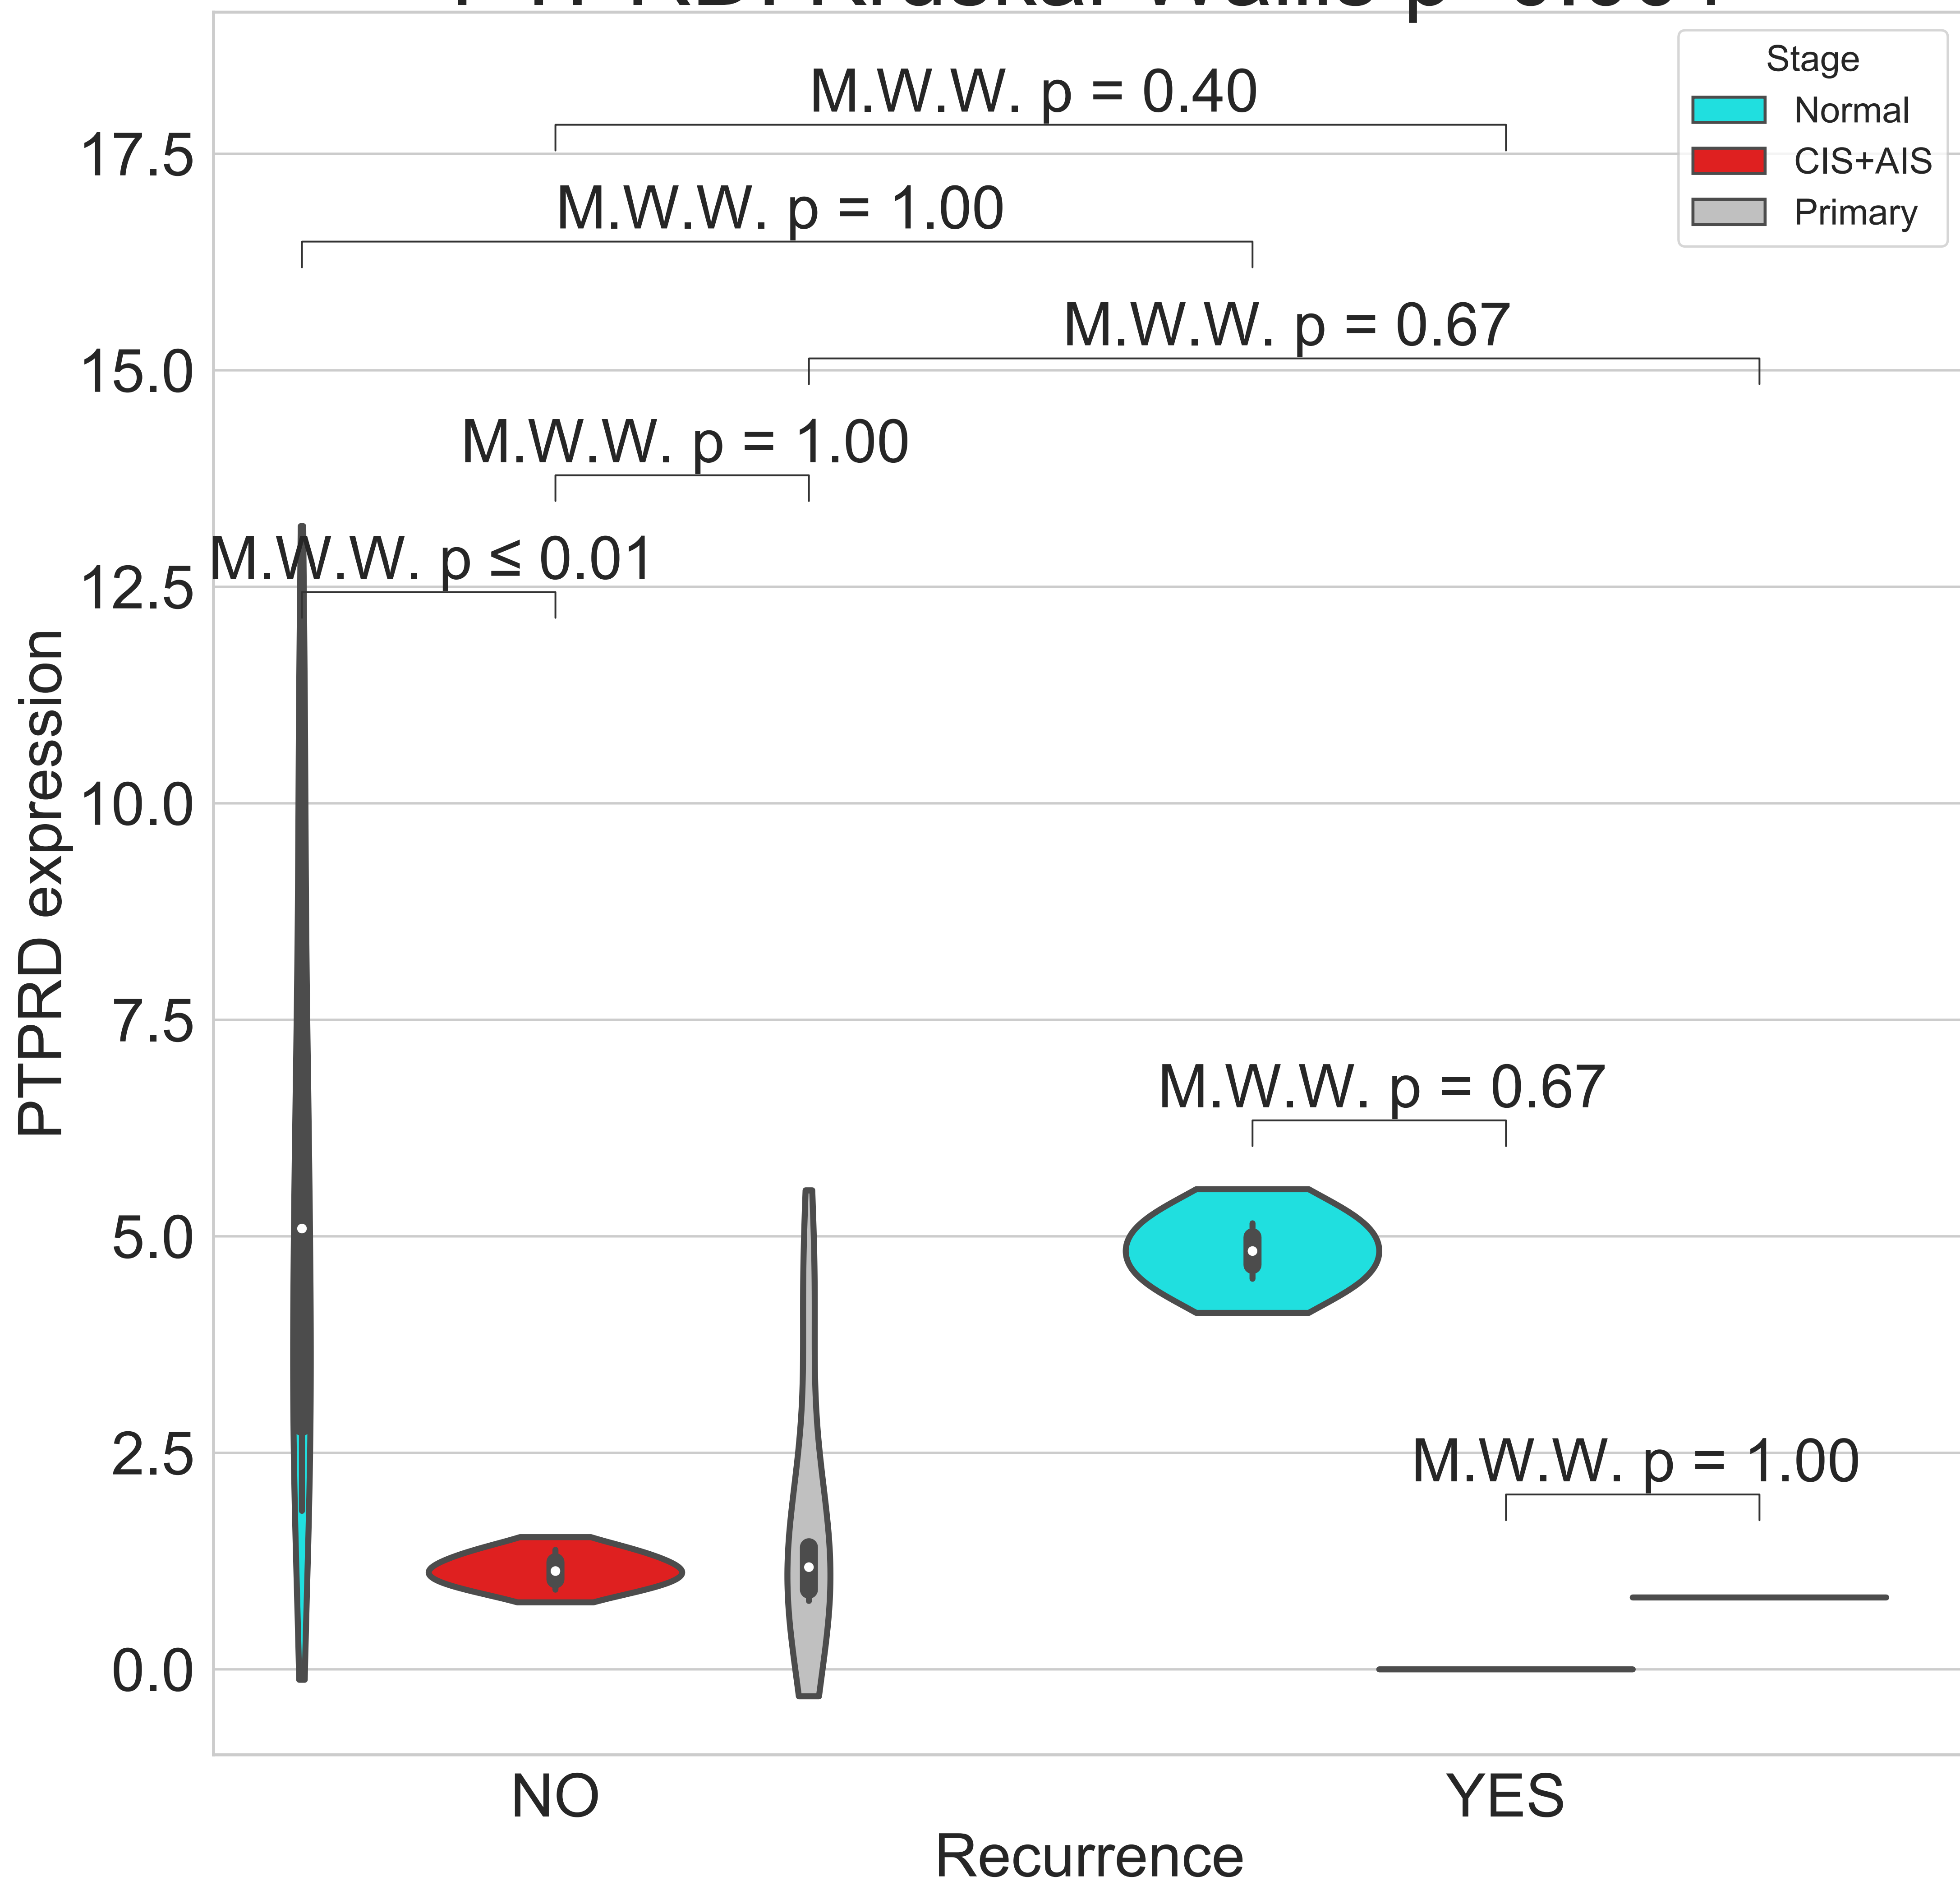 Stage
Normal
CIS+AIS
Primary
M.W.W. p = 0.40
17.5
M.W.W. p = 1.00
M.W.W. p = 0.67
15.0
M.W.W. p = 1.00
M.W.W. p ≤ 0.01
12.5
10.0
7.5
M.W.W. p = 0.67
5.0
2.5
M.W.W. p = 1.00
0.0
PTPRD expression
NO
YES
Recurrence